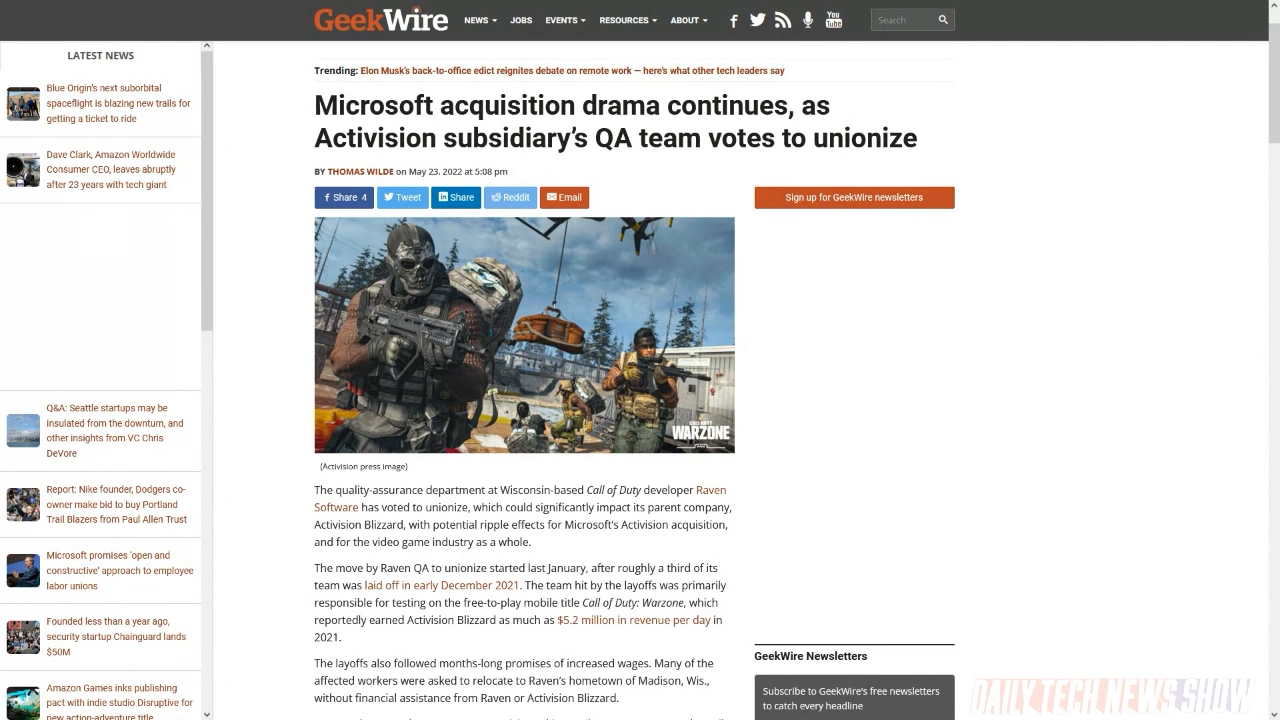 GeekWire
NEWS
JOBS
EVENTS
RESOURCES
ABOUT
You
Tube
Search
LATEST NEWS
Blue Origin's next suborbital
spaceflight is blazing new trails for
getting a ticket to ride
Dave Clark, Amazon Worldwide
Consumer CEO, leaves abruptly
after 23 years with tech giant
Q&A: Seattle startups may be
insulated from the downturn, and
other insights from VC Chris
DeVore
Report: Nike founder, Dodgers co-
owner make bid to buy Portland
Trail Blazers from Paul Allen Trust
Microsoft promises 'open and
constructive' approach to employee
labor unions
Founded less than a year ago,
security startup Chainguard lands
$50M
Amazon Games inks publishing
pact with indie studio Disruptive for
new action-adventure title
Trending: Elon Musk's back-to-office edict reignites debate on remote work — here's what other tech leaders say
Microsoft acquisition drama continues, as
Activision subsidiary's QA team votes to unionize
BY THOMAS WILDE on May 23, 2022 at 5:08 pm
Share 4
Tweet
Share
Reddit
Email
Sign up for GeekWire newsletters
CALL OF DUTY
WARZONE
(Activision press image)
The quality-assurance department at Wisconsin-based Call of Duty developer Raven
Software has voted to unionize, which could significantly impact its parent company,
Activision Blizzard, with potential ripple effects for Microsoft's Activision acquisition,
and for the video game industry as a whole.
The move by Raven QA to unionize started last January, after roughly a third of its
team was laid off in early December 2021. The team hit by the layoffs was primarily
responsible for testing on the free-to-play mobile title Call of Duty: Warzone, which
reportedly earned Activision Blizzard as much as $5.2 million in revenue per day in
2021.
The layoffs also followed months-long promises of increased wages. Many of the
affected workers were asked to relocate to Raven's hometown of Madison, Wis.,
without financial assistance from Raven or Activision Blizzard.
GeekWire Newsletters
Subscribe to GeekWire's free newsletters
to catch every headline
DAILY TECH NEWS SHOW